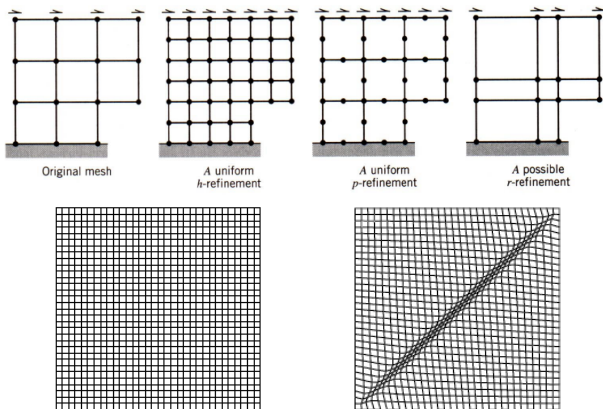 Original mesh
A uniform
h-refinement
A uniform
p-refinement
A possible
r-refinement